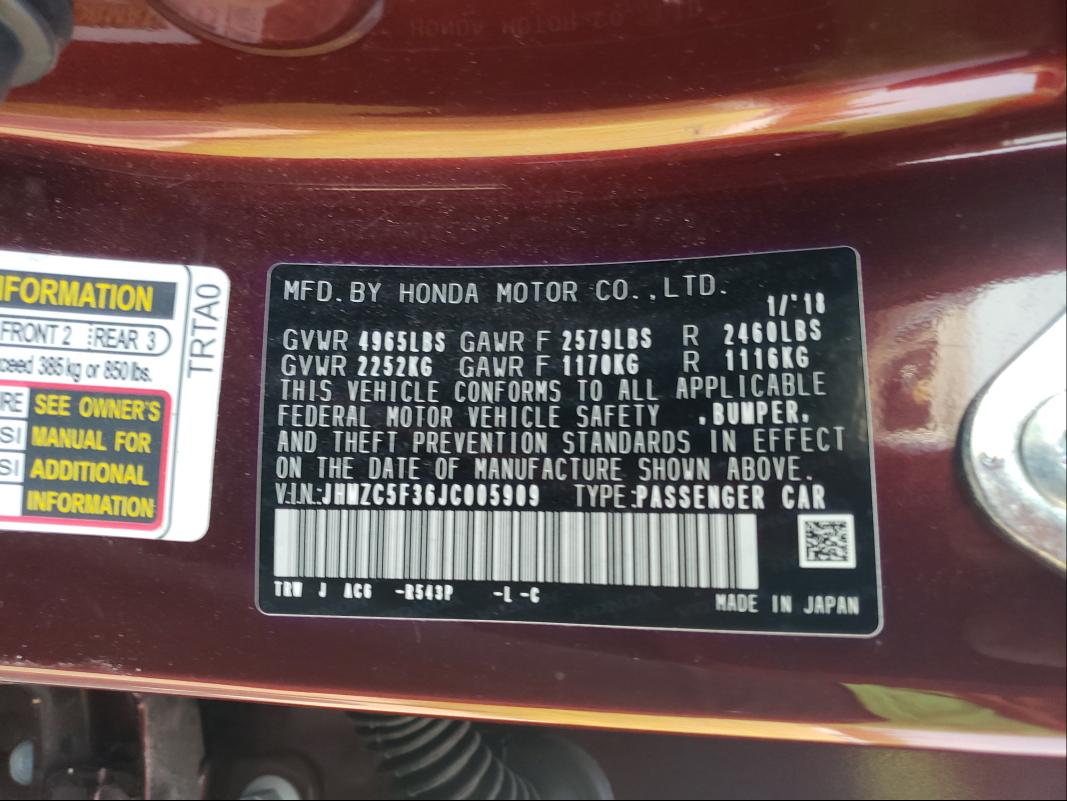 NFORMATION
FRONT 2 REAR 3
xceed 385 kg or 850 lbs.
SEE OWNER'S
MANUAL FOR
ADDITIONAL
INFORMATION
TRTA0
MFD. BY HONDA MOTOR CO., LTD.
1/'18
GVWR 4965LBS GAWR F 2579LBS R 2460LBS
GVWR 2252KG GAWR F 1170KG R 1116KG
THIS VEHICLE CONFORMS TO ALL APPLICABLE
FEDERAL MOTOR VEHICLE SAFETY ,BUMPER,
AND THEFT PREVENTION STANDARDS IN EFFECT
ON THE DATE OF MANUFACTURE SHOWN ABOVE.
V.I.N.:JHMZC5F36JC005909 TYPE:PASSENGER CAR
TRW J AC6 -R543P -L -C
MADE IN JAPAN